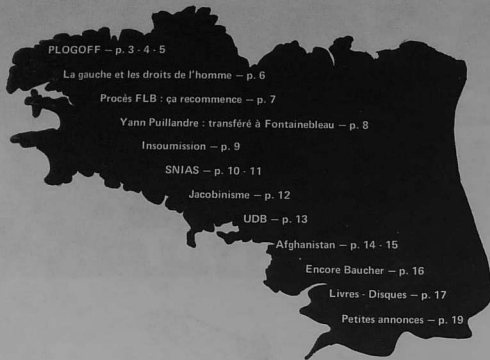 PLOGOFF — p. 3 - 4 - 5
La gauche et les droits de l'homme — p. 6
Procès FLB : ça recommence — p. 7
Yann Puillandre : transféré à Fontainebleau — p. 8
Insoumission — p. 9
SNIAS — p. 10 - 11
Jacobinisme — p. 12
UDB — p. 13
Afghanistan — p. 14 - 15
Encore Baucher — p. 16
Livres - Disques — p. 17
Petites annonces — p. 19